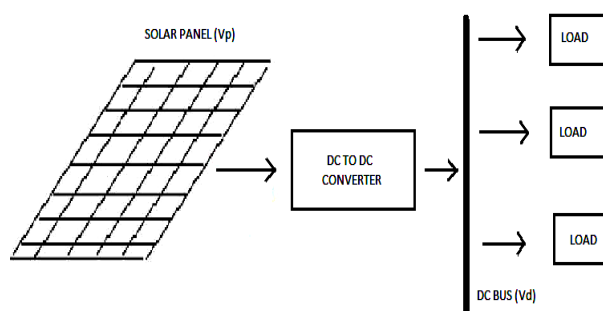 SOLAR PANEL (Vp)
DC TO DC
CONVERTER
LOAD
LOAD
LOAD
DC BUS (Vd)